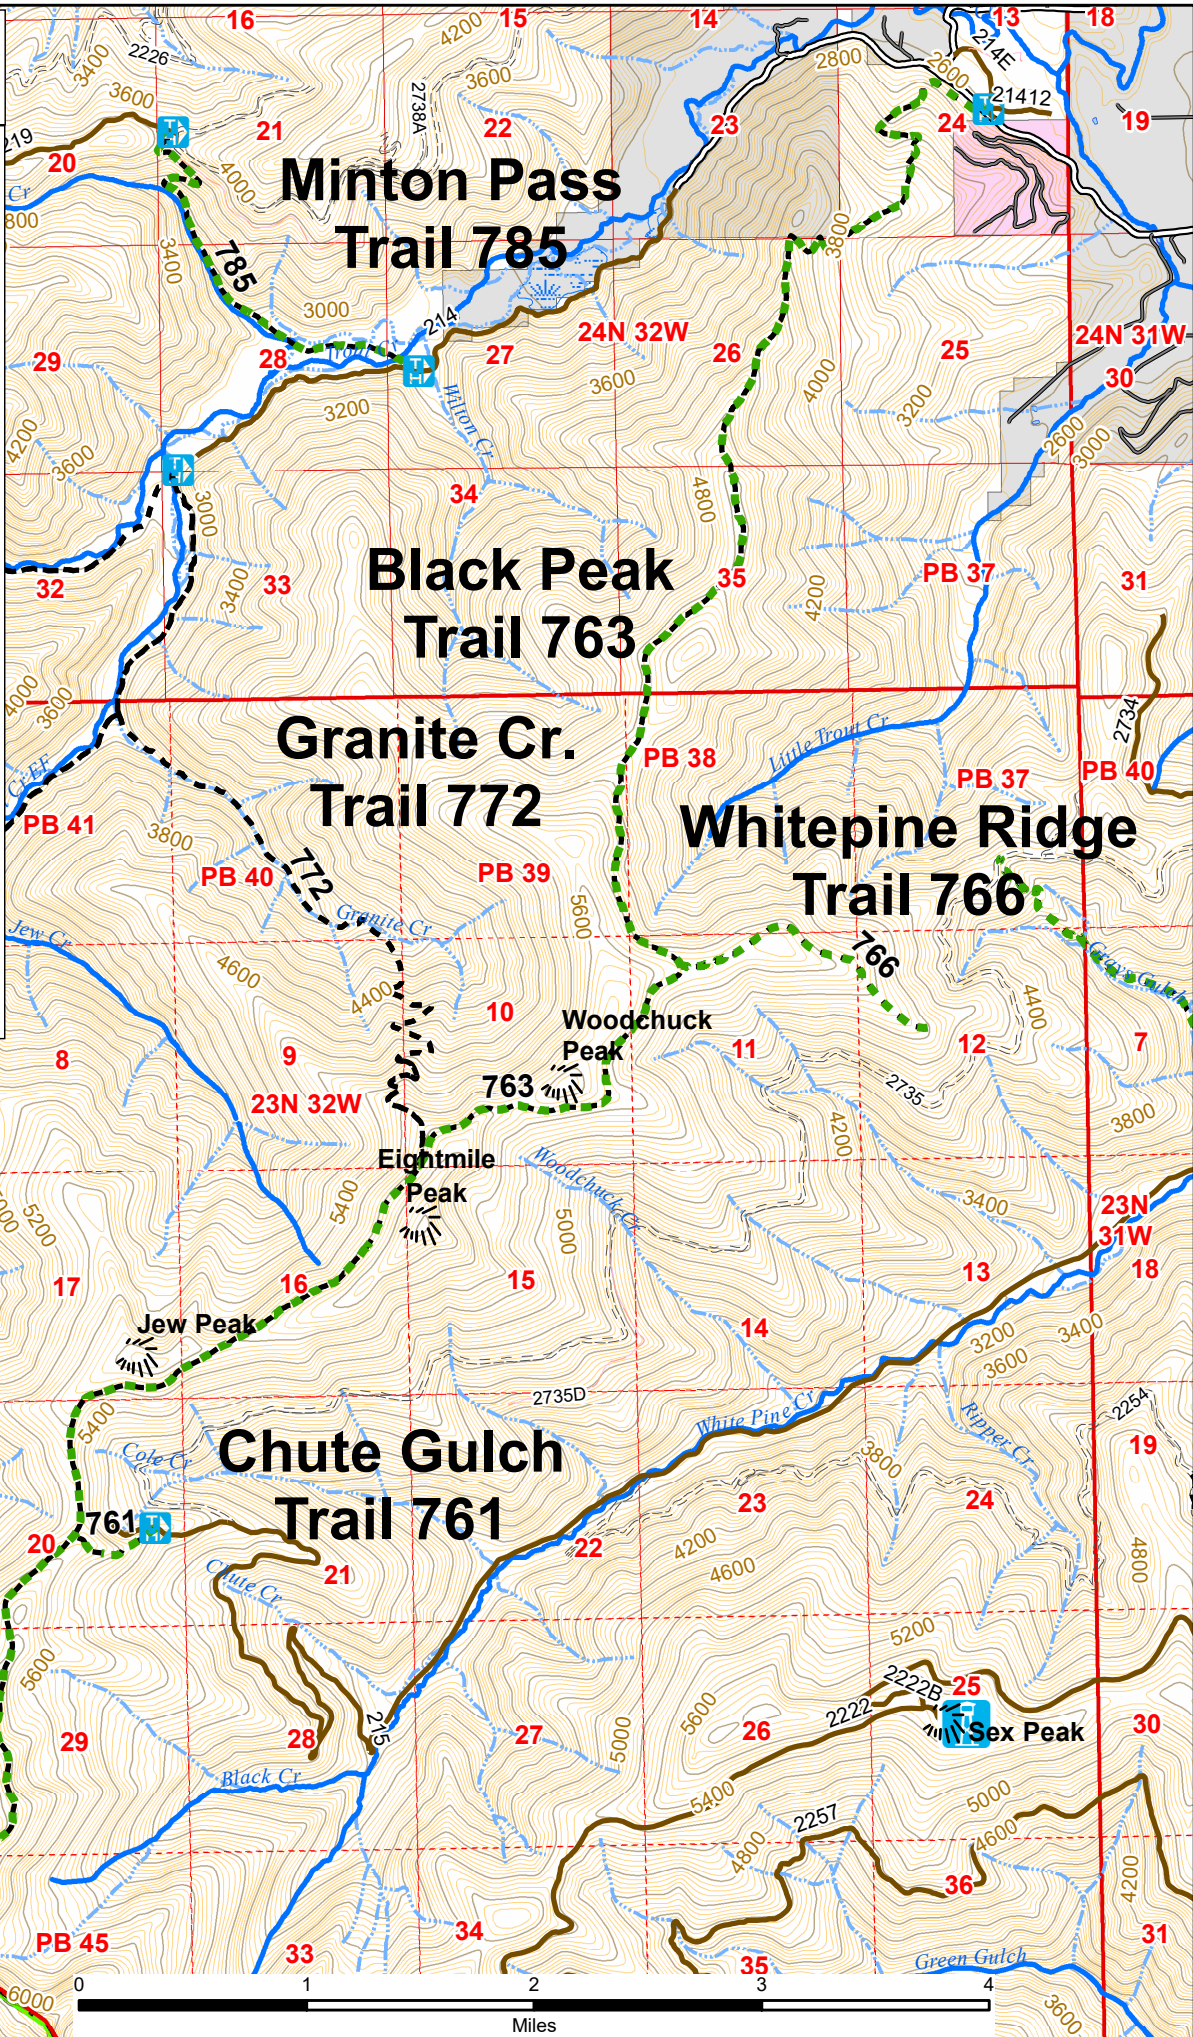 16
15
14
13
18
4200
2226
3400
3600
2738A
3600
2800
2600
214E
21412
219
20
21
22
23
24
19
Cr
800
4000
Minton Pass
Trail 785
785
3400
3800
3000
214
24N 32W
24N 31W
29
28
Trout Cr
27
26
25
30
3200
Wilton Cr
3600
4000
3200
2600
3000
4200
3600
3000
34
4800
32
33
3400
35
4200
PB 37
31
Black Peak
Trail 763
4000
3600
Granite Cr.
Trail 772
PB 38
Little Trout Cr
2734
PB 37
PB 40
Cr EF
PB 41
3800
PB 40
772
PB 39
Whitepine Ridge
Trail 766
5600
Granite Cr
Jew Cr
766
Grays Gulch
4600
4400
4400
10
Woodchuck
Peak
11
12
7
8
9
763
2735
23N 32W
3800
4200
Eightmile
Peak
Woodchuck Cr
5200
5400
5000
3400
23N
31W
17
16
15
13
18
Jew Peak
14
3200
3400
3600
5400
2735D
White Pine Cr
2254
Cole Cr
Chute Gulch
Trail 761
Ripper Cr
3800
19
761
20
21
22
23
24
4200
4600
4800
Chute Cr
5600
5200
29
28
215
27
5000
5600
26
2222
2222B
25
Sex Peak
30
Black Cr
5400
5000
2257
4800
4600
4200
36
PB 45
33
34
35
31
Green Gulch
3600
6000
0 1 2 3 4
Miles